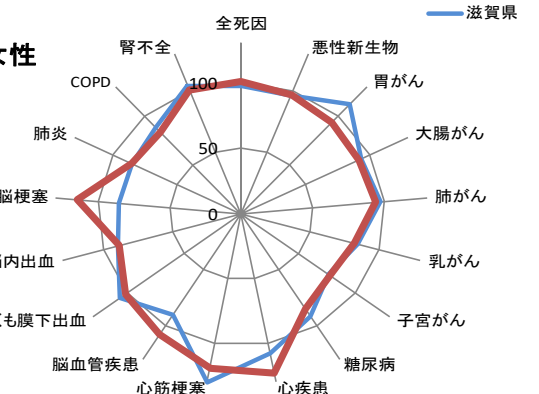 滋賀県
女性
全死因
悪性新生物
胃がん
大腸がん
肺がん
乳がん
子宮がん
糖尿病
心疾患
心筋梗塞
脳血管疾患
も膜下出血
内出血
脳梗塞
肺炎
COPD
腎不全
100
50
0